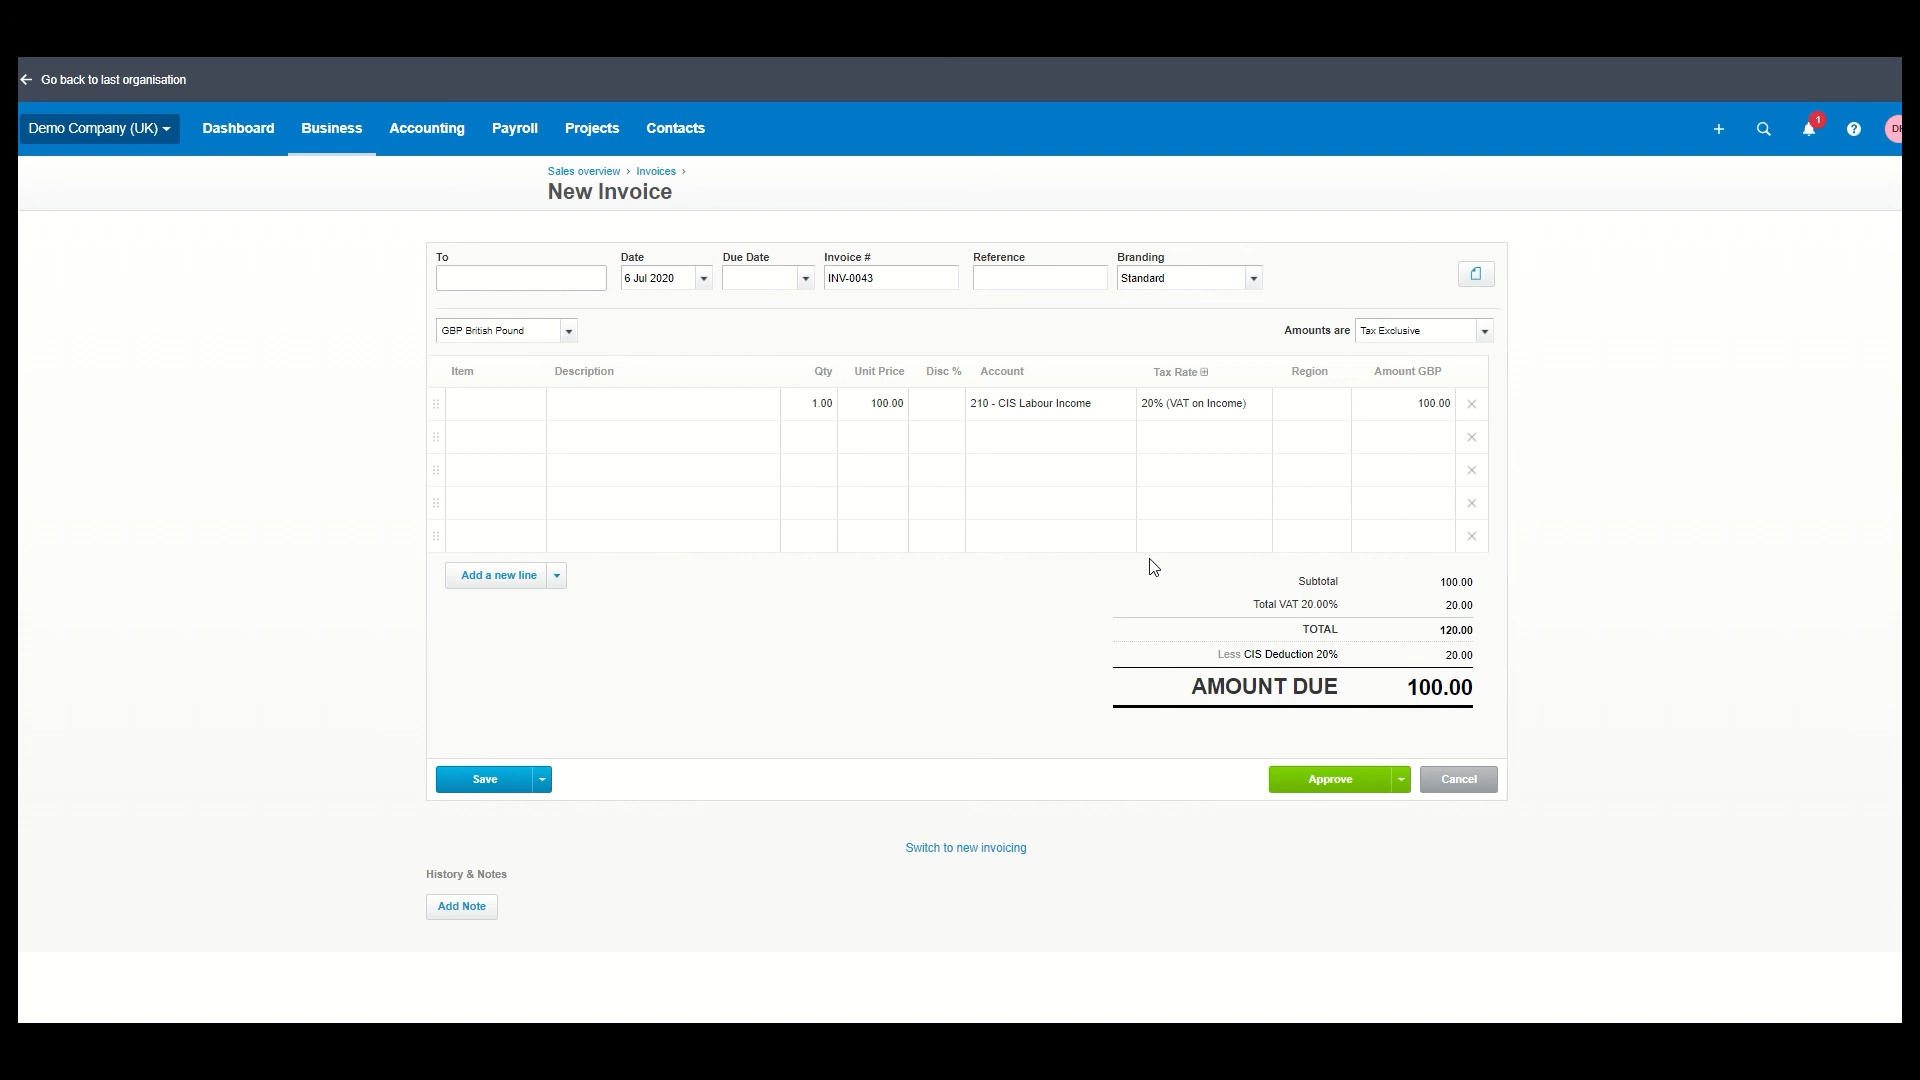 Go back to last organisation
Demo Company (UK) Dashboard Business Accounting Payroll Projects Contacts 1
Sales overview › Invoices ›
New Invoice
To Date Due Date Invoice # Reference Branding
6 Jul 2020 INV-0043 Standard
GBP British Pound Amounts are Tax Exclusive
Item Description Qty Unit Price Disc % Account Tax Rate Region Amount GBP
1.00 100.00 210 - CIS Labour Income 20% (VAT on Income) 100.00
Add a new line
Subtotal 100.00
Total VAT 20.00% 20.00
TOTAL 120.00
Less CIS Deduction 20% 20.00
AMOUNT DUE 100.00
Save Approve Cancel
Switch to new invoicing
History & Notes
Add Note